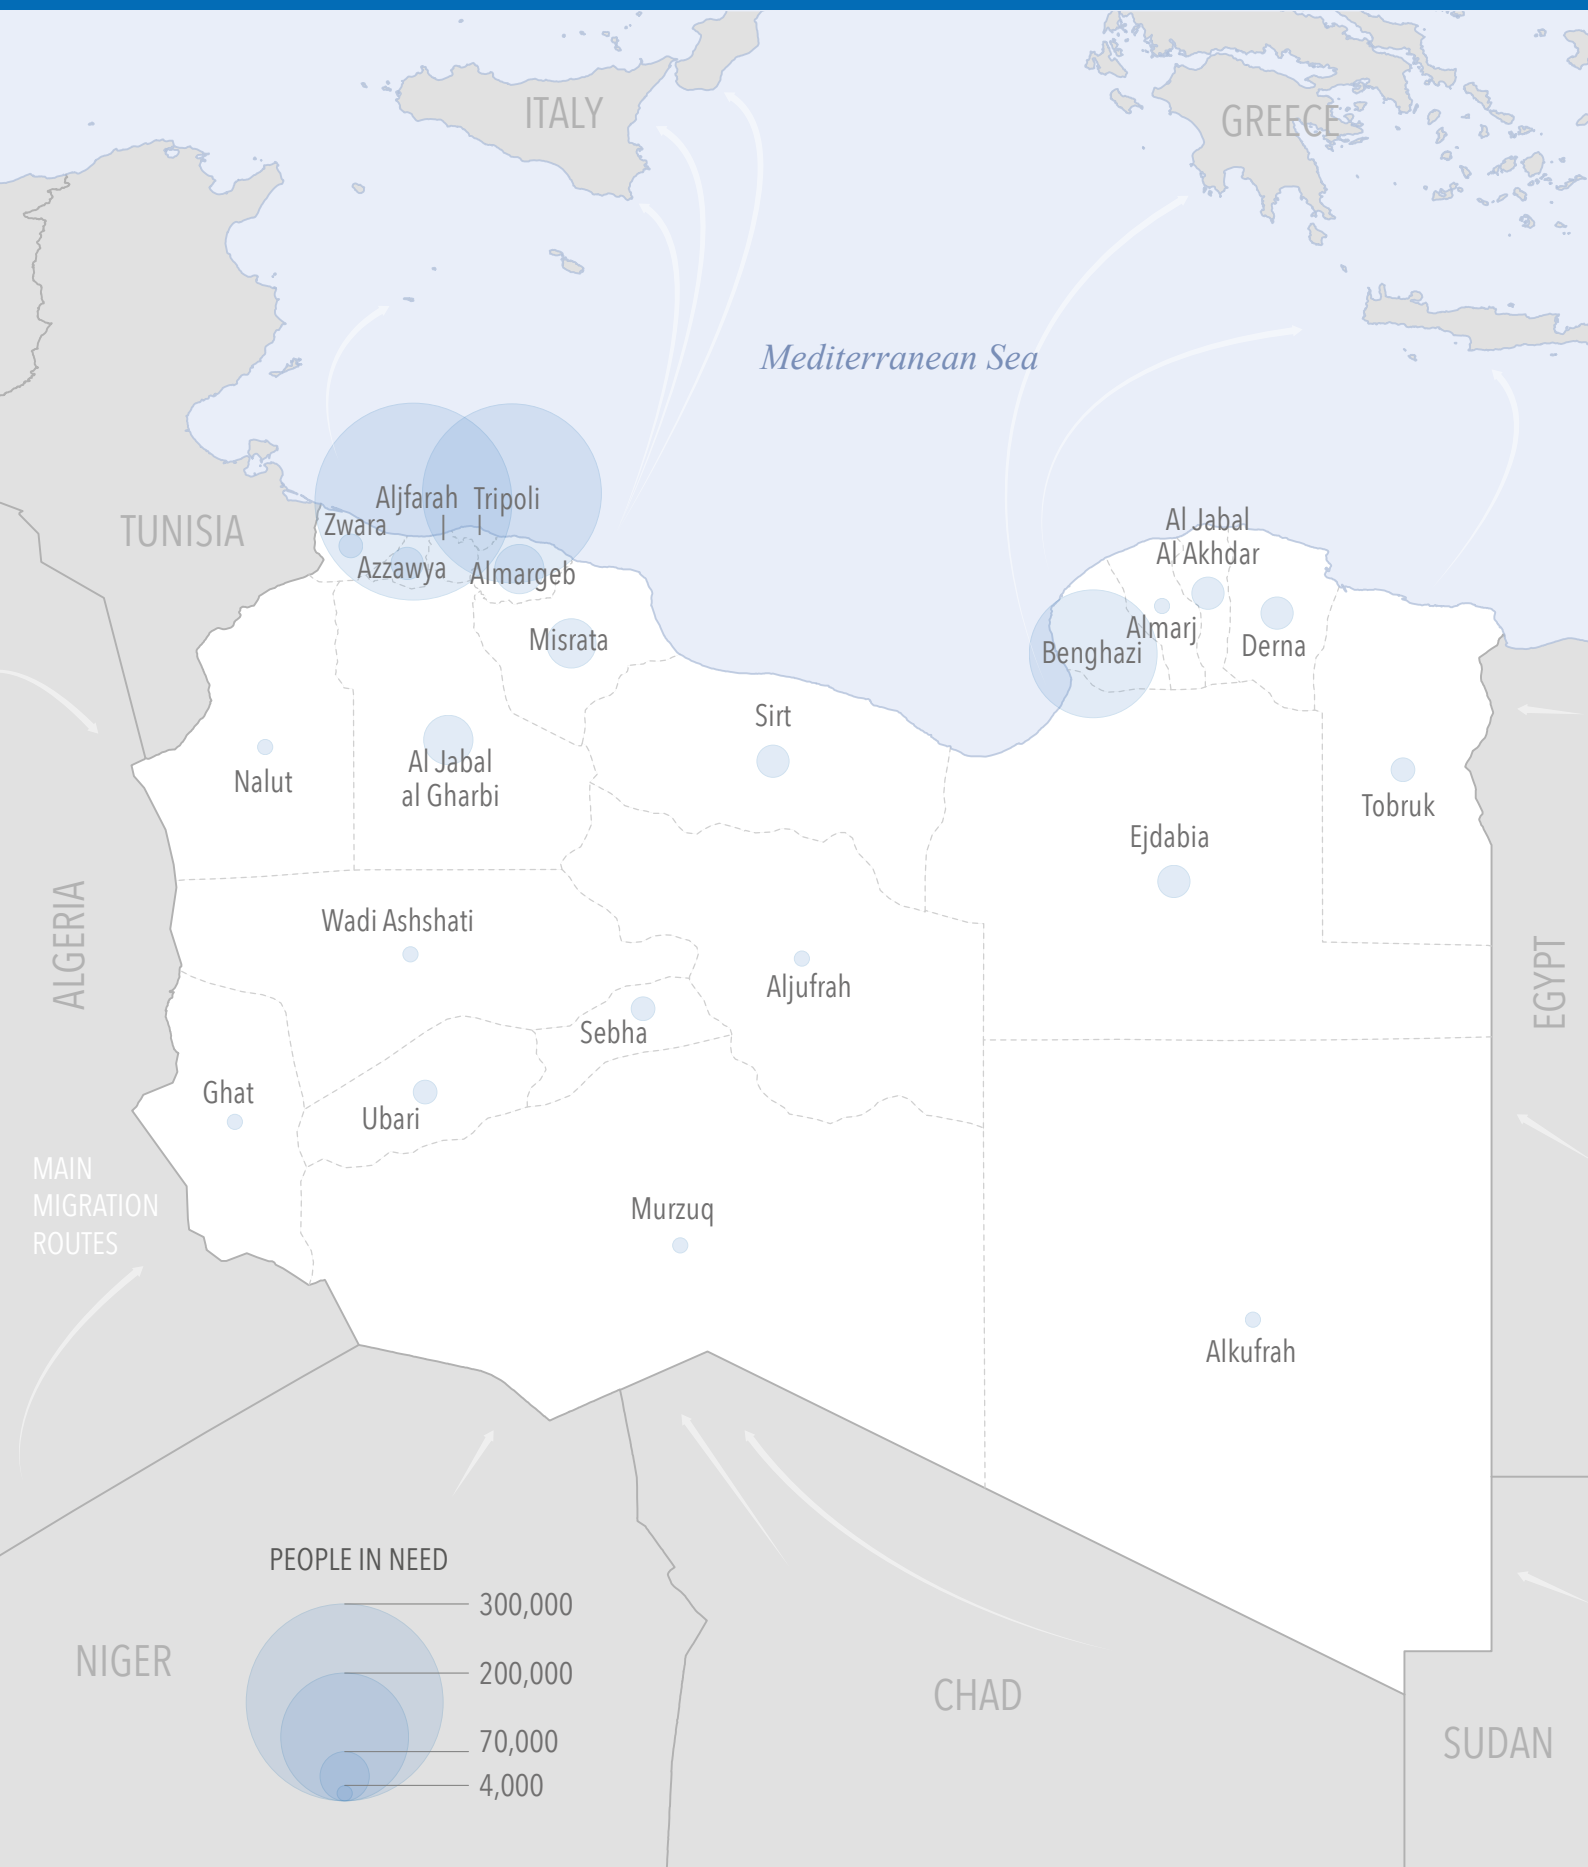 ITALY
GREECE
Mediterranean Sea
Aljfarah
Tripoli
Zwara
TUNISIA
Azzawya
Almargeb
Al Jabal
Al Akhdar
Misrata
Almarj
Benghazi
Derna
Sirt
Nalut
Al Jabal
al Gharbi
Tobruk
Ejdabia
ALGERIA
Wadi Ashshati
Aljufrah
EGYPT
Sebha
Ghat
Ubari
MAIN
MIGRATION
ROUTES
Murzuq
Alkufrah
PEOPLE IN NEED
300,000
200,000
70,000
4,000
NIGER
CHAD
SUDAN